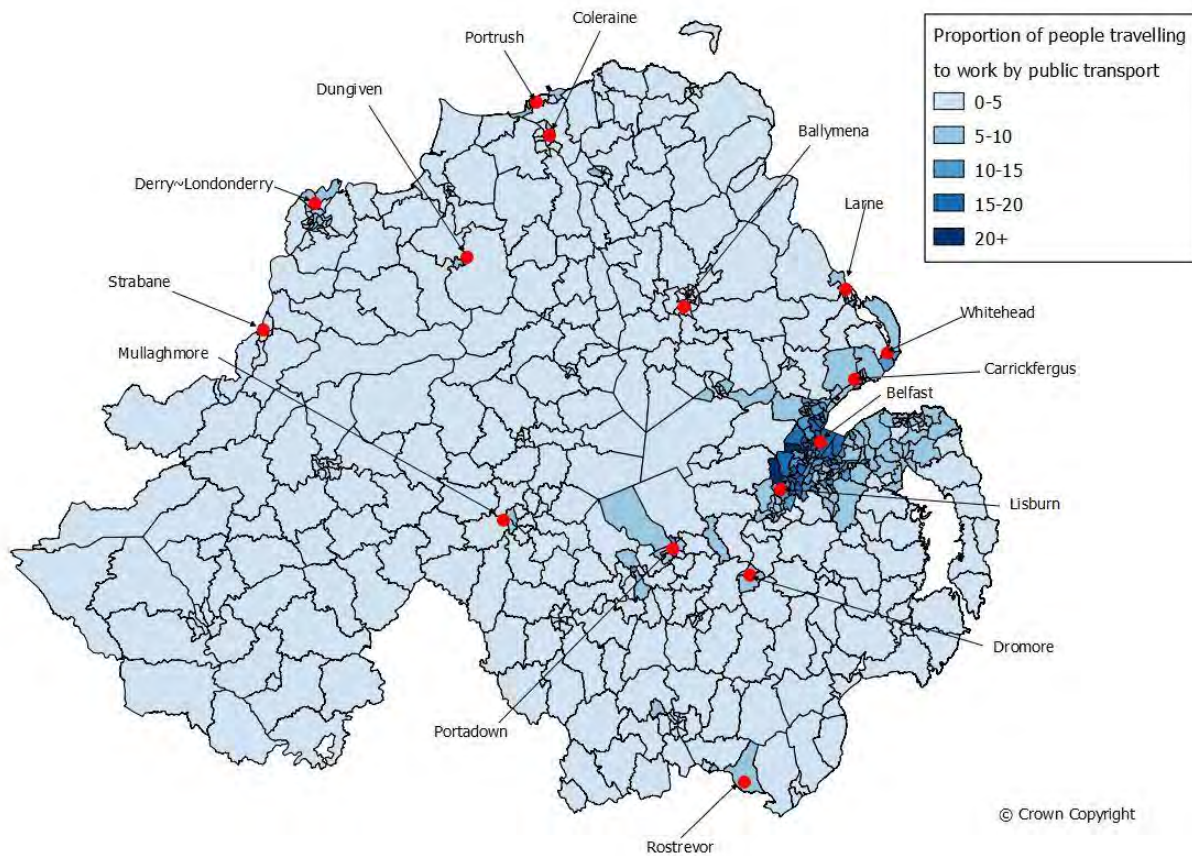 Coleraine
Portrush
Dungiven
Ballymena
Derry~Londonderry
Larne
Strabane
Whitehead
Mullaghmore
Carrickfergus
Belfast
Lisburn
Dromore
Portadown
Rostrevor
Proportion of people travelling
to work by public transport
0-5
5-10
10-15
15-20
20+
© Crown Copyright